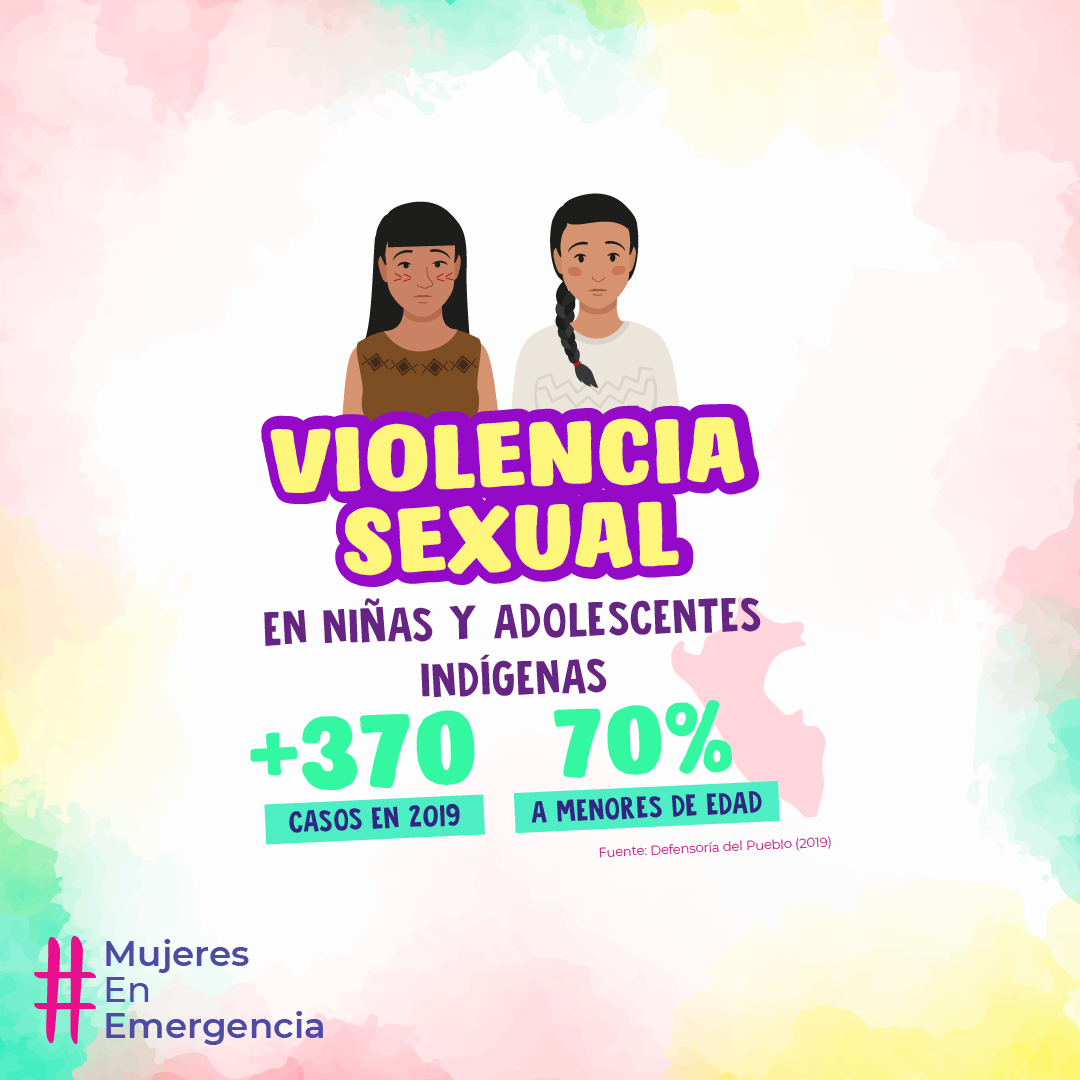 VIOLENCIA
SEXUAL
EN NIÑAS Y ADOLESCENTES
INDÍGENAS
+370 70%
CASOS EN 2019 A MENORES DE EDAD
Fuente: Defensoría del Pueblo (2019)
# Mujeres
En
Emergencia